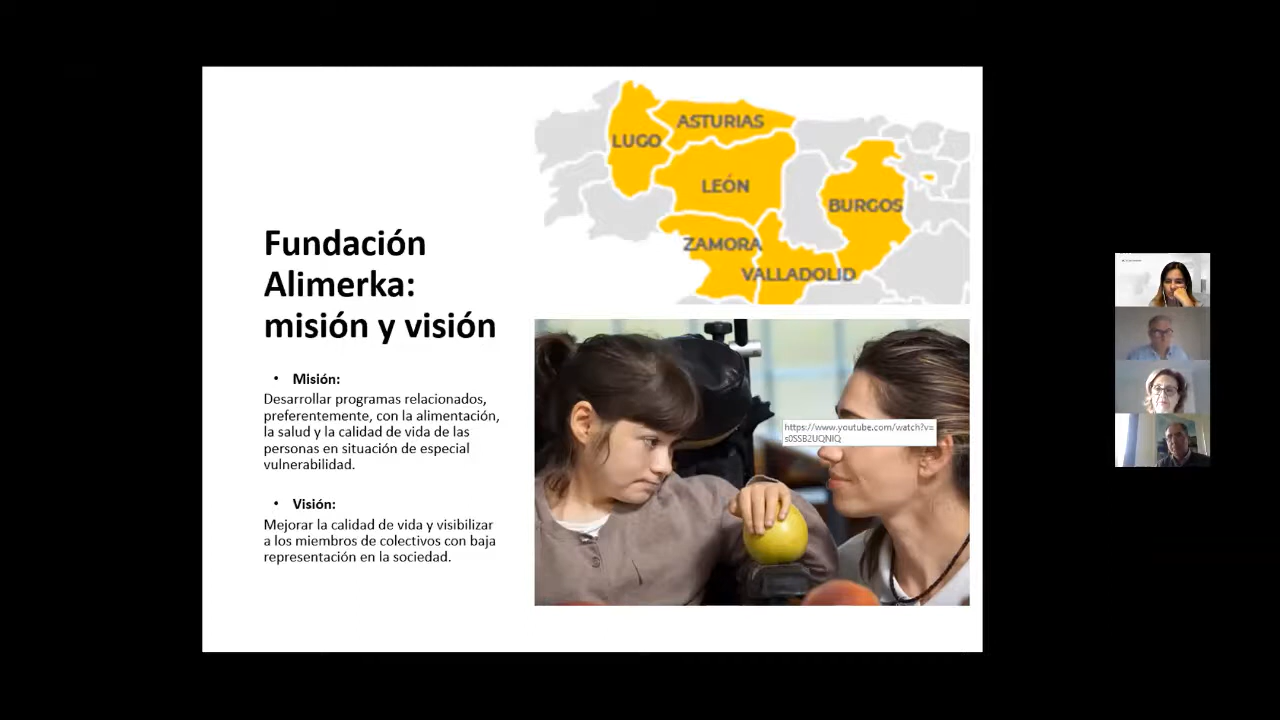 Fundación
Alimerka:
misión y visión
• Misión:
Desarrollar programas relacionados,
preferentemente, con la alimentación,
la salud y la calidad de vida de las
personas en situación de especial
vulnerabilidad.
• Visión:
Mejorar la calidad de vida y visibilizar
a los miembros de colectivos con baja
representación en la sociedad.
ASTURIAS
LUGO
LEÓN
BURGOS
ZAMORA
VALLADOLID
https://www.youtube.com/watch?v=